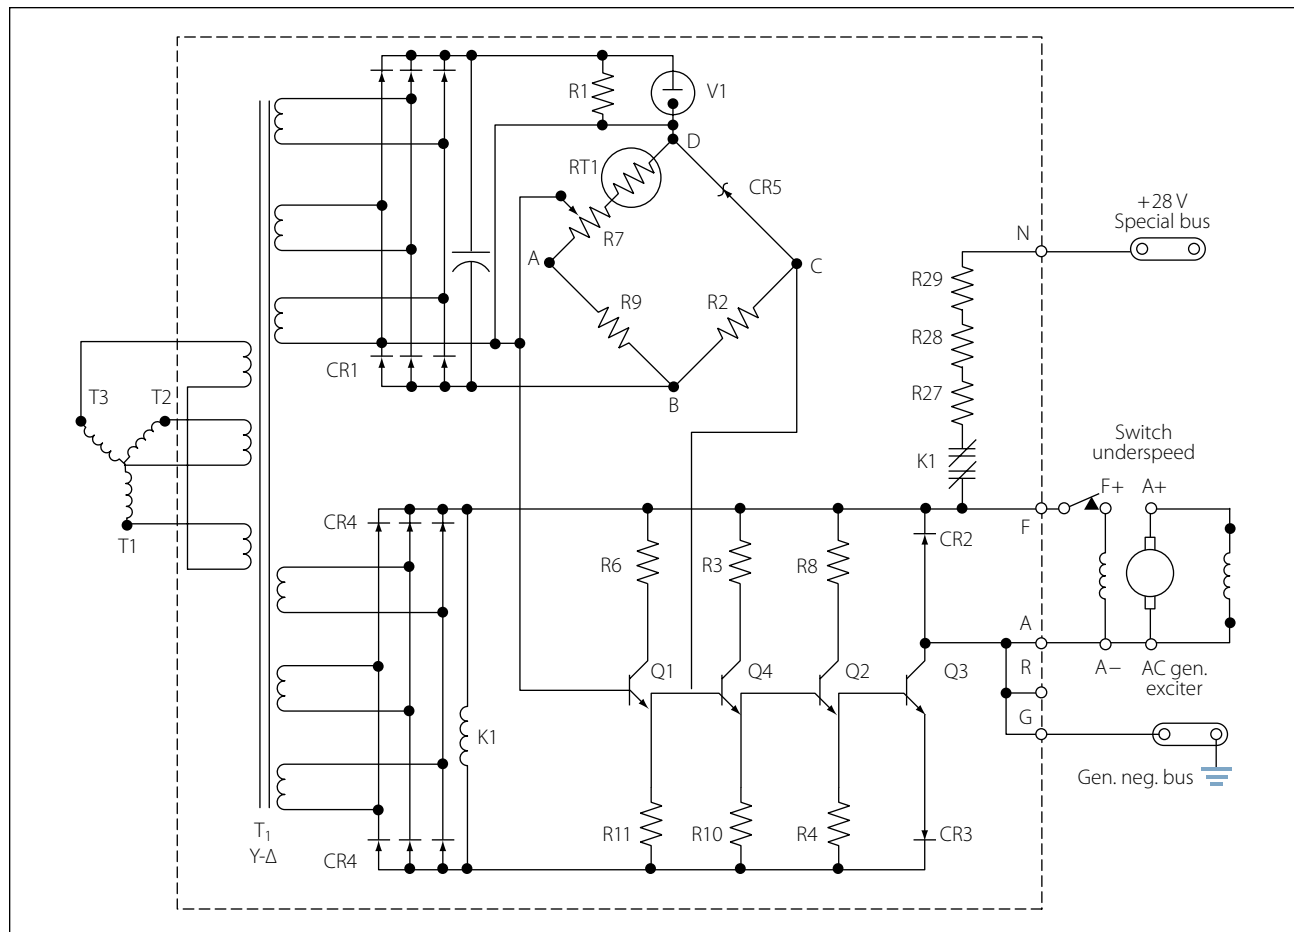 R1
V1
D
RT1
CR5
R7
A
C
R9
R2
CR1
B
+28 V
Special bus
N
R29
R28
R27
K1
T3
T2
T1
Switch
underspeed
F+
A+
F
CR4
CR2
R6
R3
R8
A
R
A−
AC gen.
exciter
Q1
Q4
Q2
Q3
G
K1
Gen. neg. bus
R11
R10
R4
CR3
T1
Y-Δ
CR4